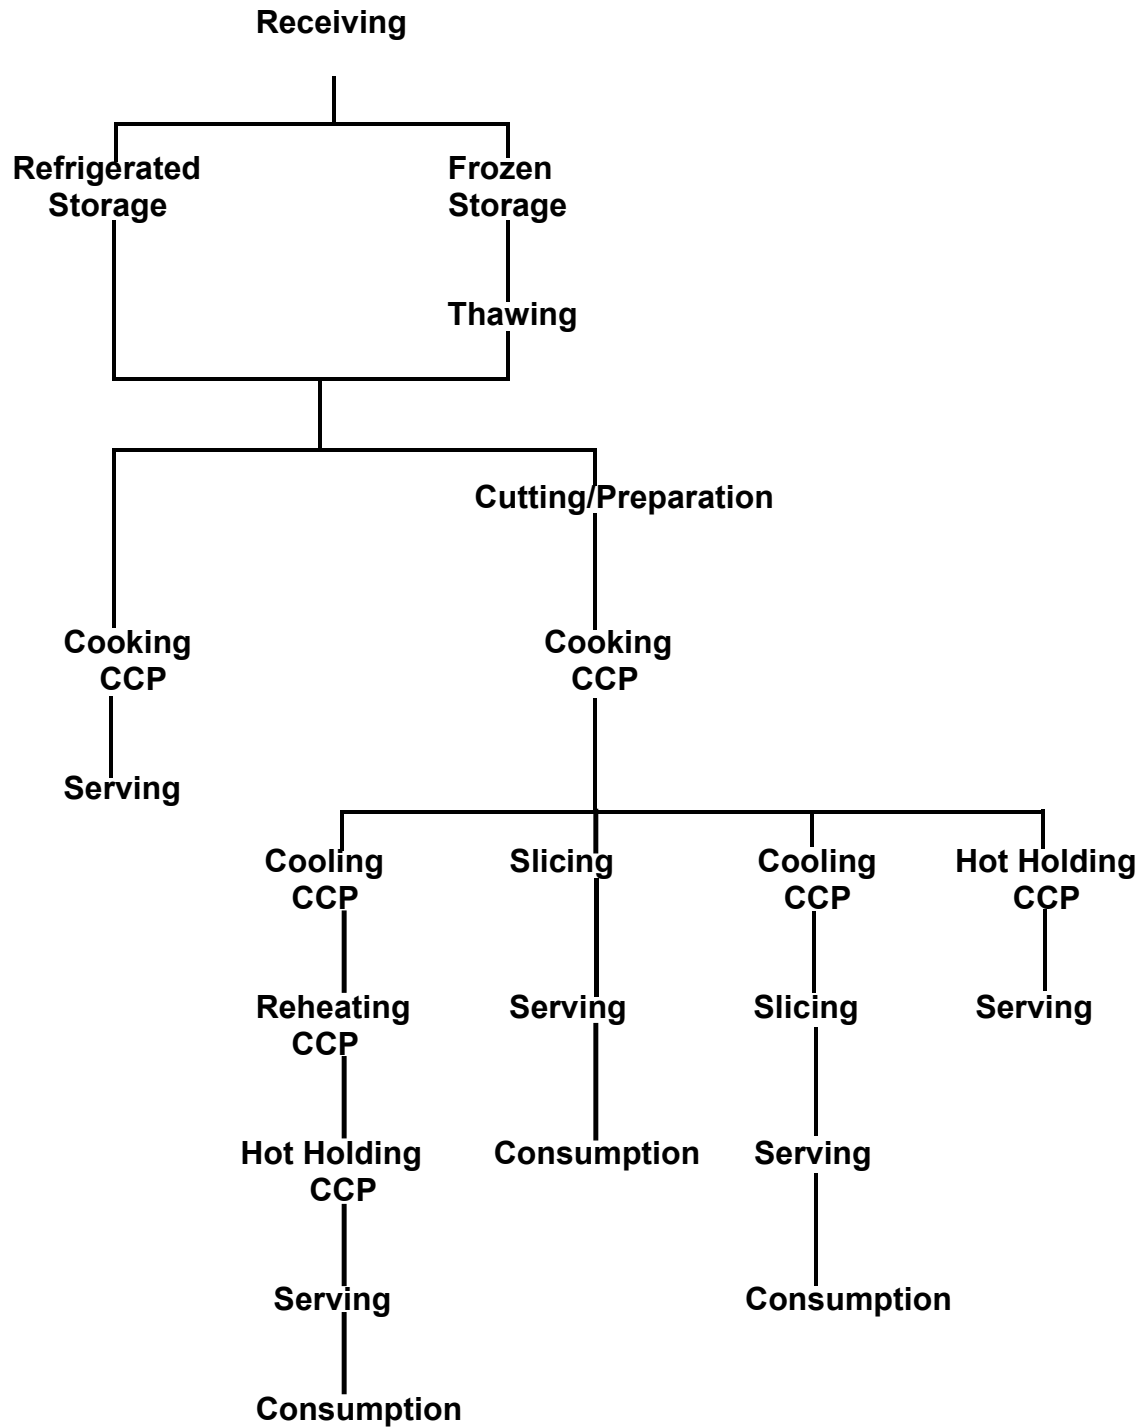 Receiving
Refrigerated
Storage
Frozen
Storage
Thawing
Cutting/Preparation
Cooking
CCP
Cooking
CCP
Serving
Cooling
CCP
Slicing
Cooling
CCP
Hot Holding
CCP
Reheating
CCP
Serving
Slicing
Serving
Hot Holding
CCP
Consumption
Serving
Serving
Consumption
Consumption